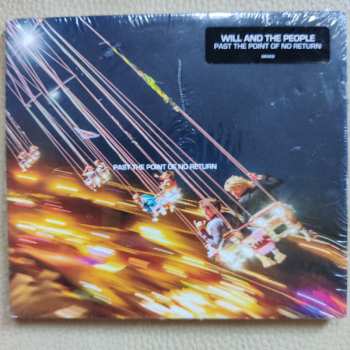 WILL AND THE PEOPLE
PAST THE POINT OF NO RETURN
PAST THE POINT OF NO RETURN